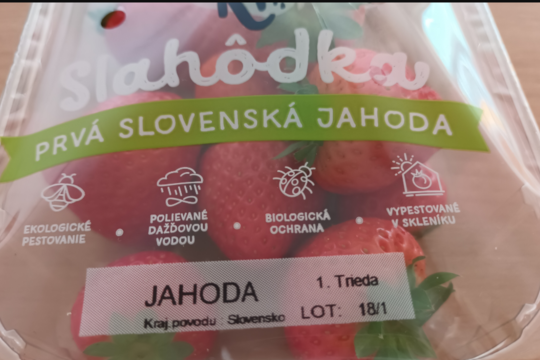 Slahôdka
PRVÁ SLOVENSKÁ JAHODA
EKOLOGICKÉ
PESTOVANIE
POLIEVANÉ
DAŽĎOVOU
VODOU
BIOLOGICKÁ
OCHRANA
VYPESTOVANÉ
V SKLENÍKU
JAHODA
1. Trieda
Kraj.povodu : Slovensko
LOT: 18/1